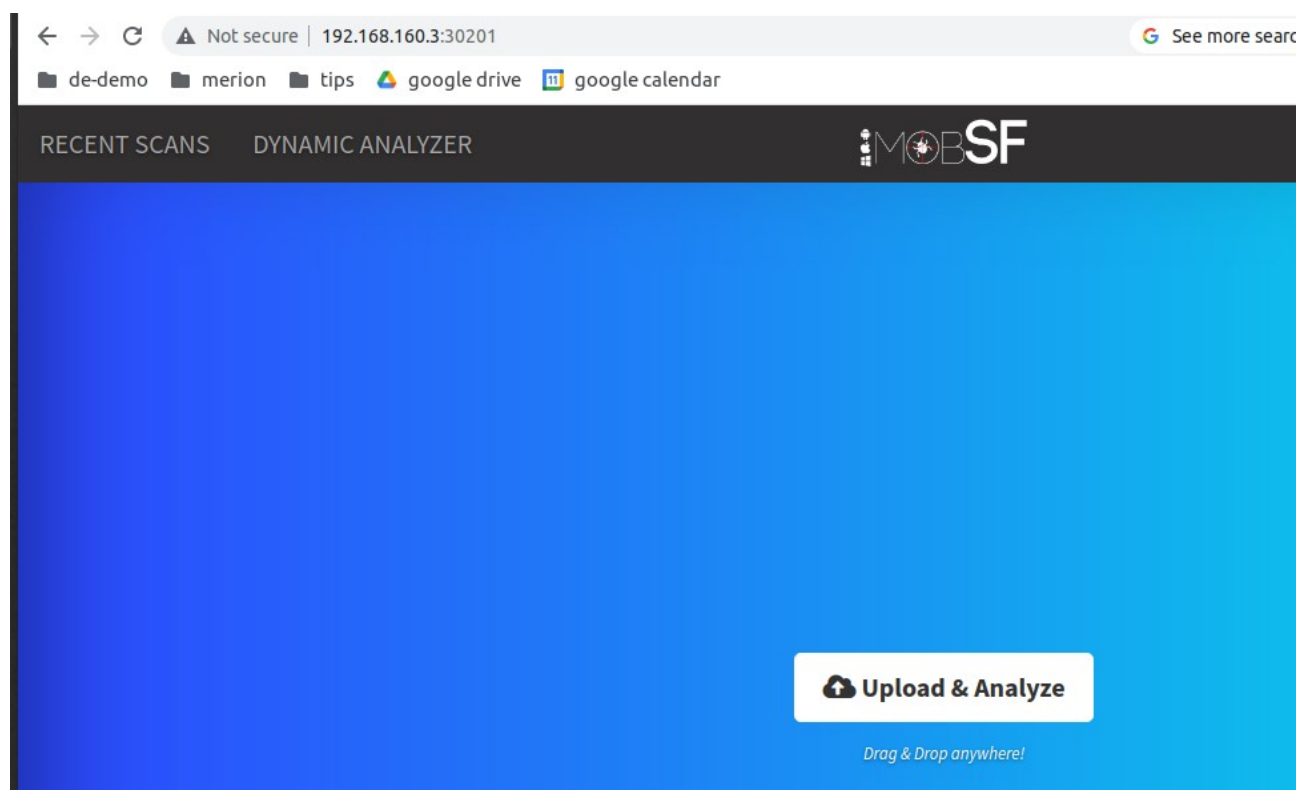 Not secure | 192.168.160.3:30201
See more searc
de-demo merion tips google drive 11 google calendar
RECENT SCANS DYNAMIC ANALYZER MOBSF
Upload & Analyze
Drag & Drop anywhere!